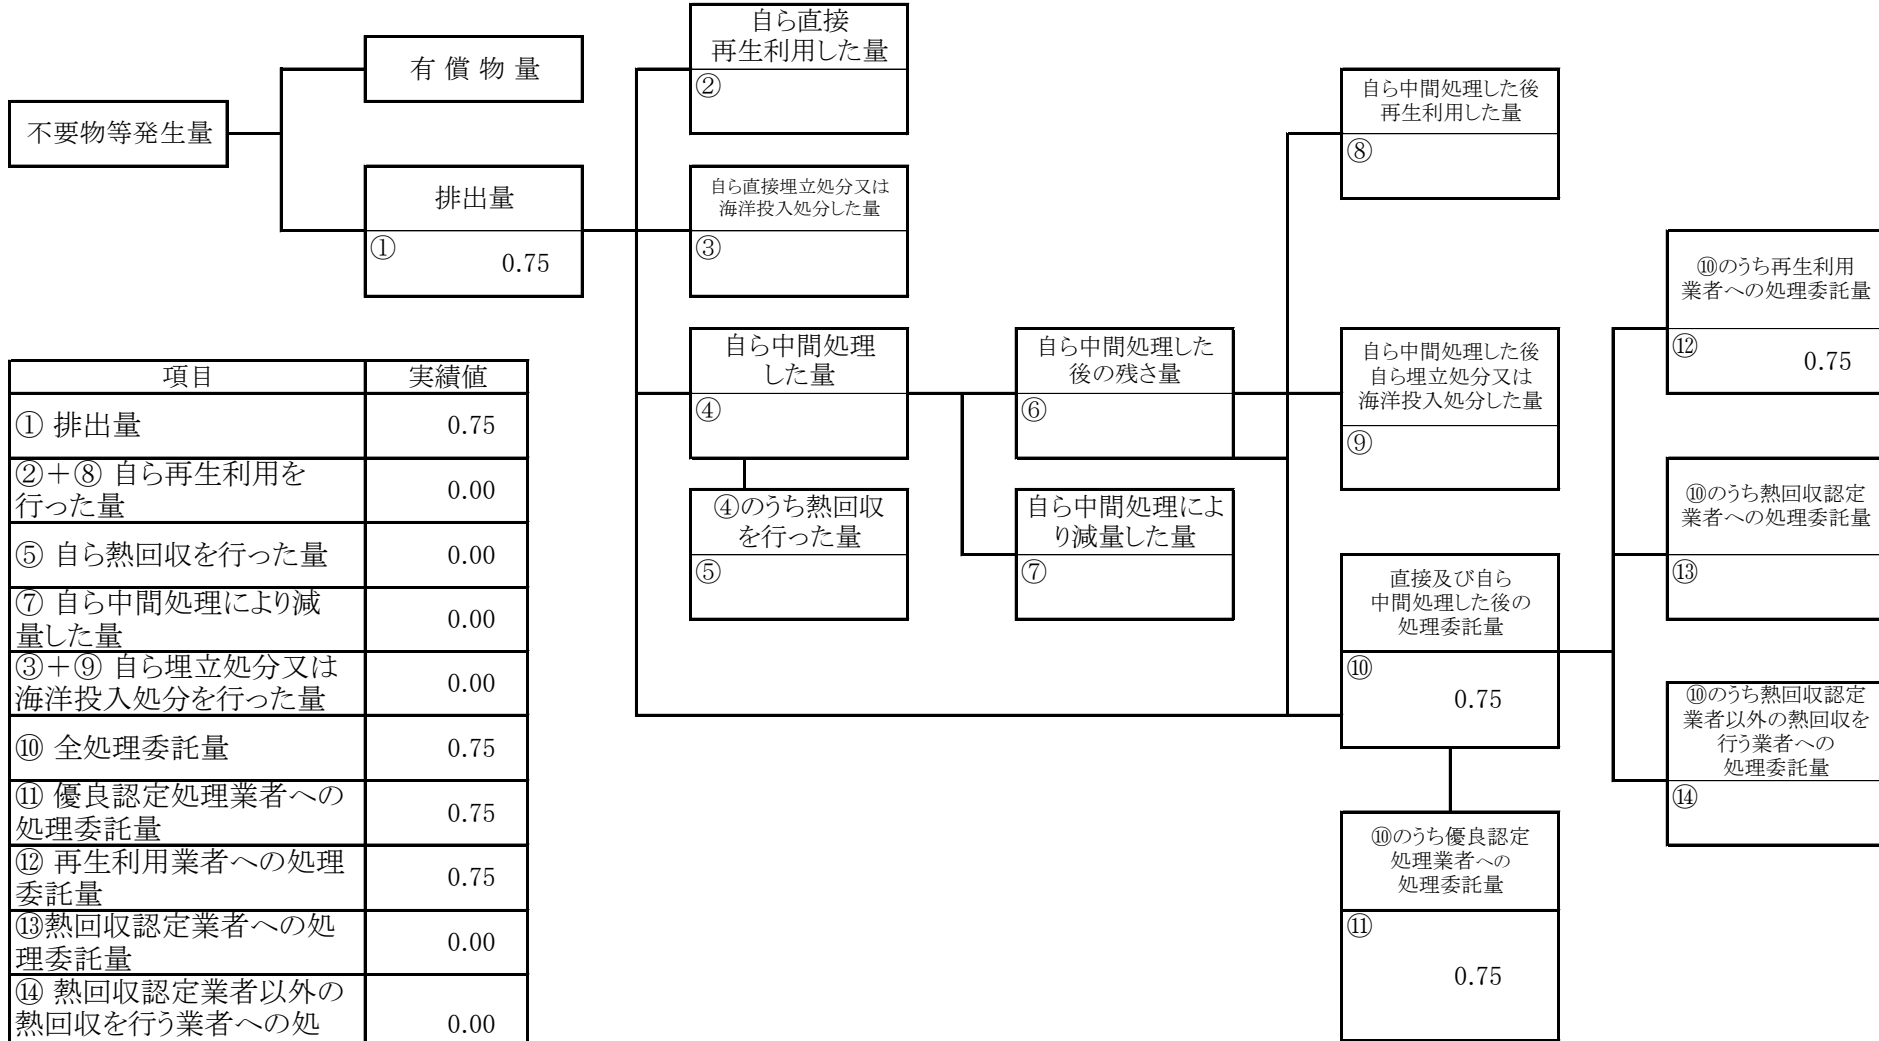 不要物等発生量
有 償 物 量
排出量
①
0.75
自ら直接
再生利用した量
②
自ら直接埋立処分又は
海洋投入処分した量
③
自ら中間処理
した量
④
④のうち熱回収
を行った量
⑤
自ら中間処理した
後の残さ量
⑥
自ら中間処理によ
り減量した量
⑦
自ら中間処理した後
再生利用した量
⑧
自ら中間処理した後
自ら埋立処分又は
海洋投入処分した量
⑨
直接及び自ら
中間処理した後の
処理委託量
⑩
0.75
⑩のうち優良認定
処理業者への
処理委託量
⑪
0.75
⑩のうち再生利用
業者への処理委託量
⑫
0.75
⑩のうち熱回収認定
業者への処理委託量
⑬
⑩のうち熱回収認定
業者以外の熱回収を
行う業者への
処理委託量
⑭
項目 実績値
① 排出量 0.75
②+⑧ 自ら再生利用を
行った量 0.00
⑤ 自ら熱回収を行った量 0.00
⑦ 自ら中間処理により減
量した量 0.00
③+⑨ 自ら埋立処分又は
海洋投入処分を行った量 0.00
⑩ 全処理委託量 0.75
⑪ 優良認定処理業者への
処理委託量 0.75
⑫ 再生利用業者への処理
委託量 0.75
⑬熱回収認定業者への処
理委託量 0.00
⑭ 熱回収認定業者以外の
熱回収を行う業者への処 0.00